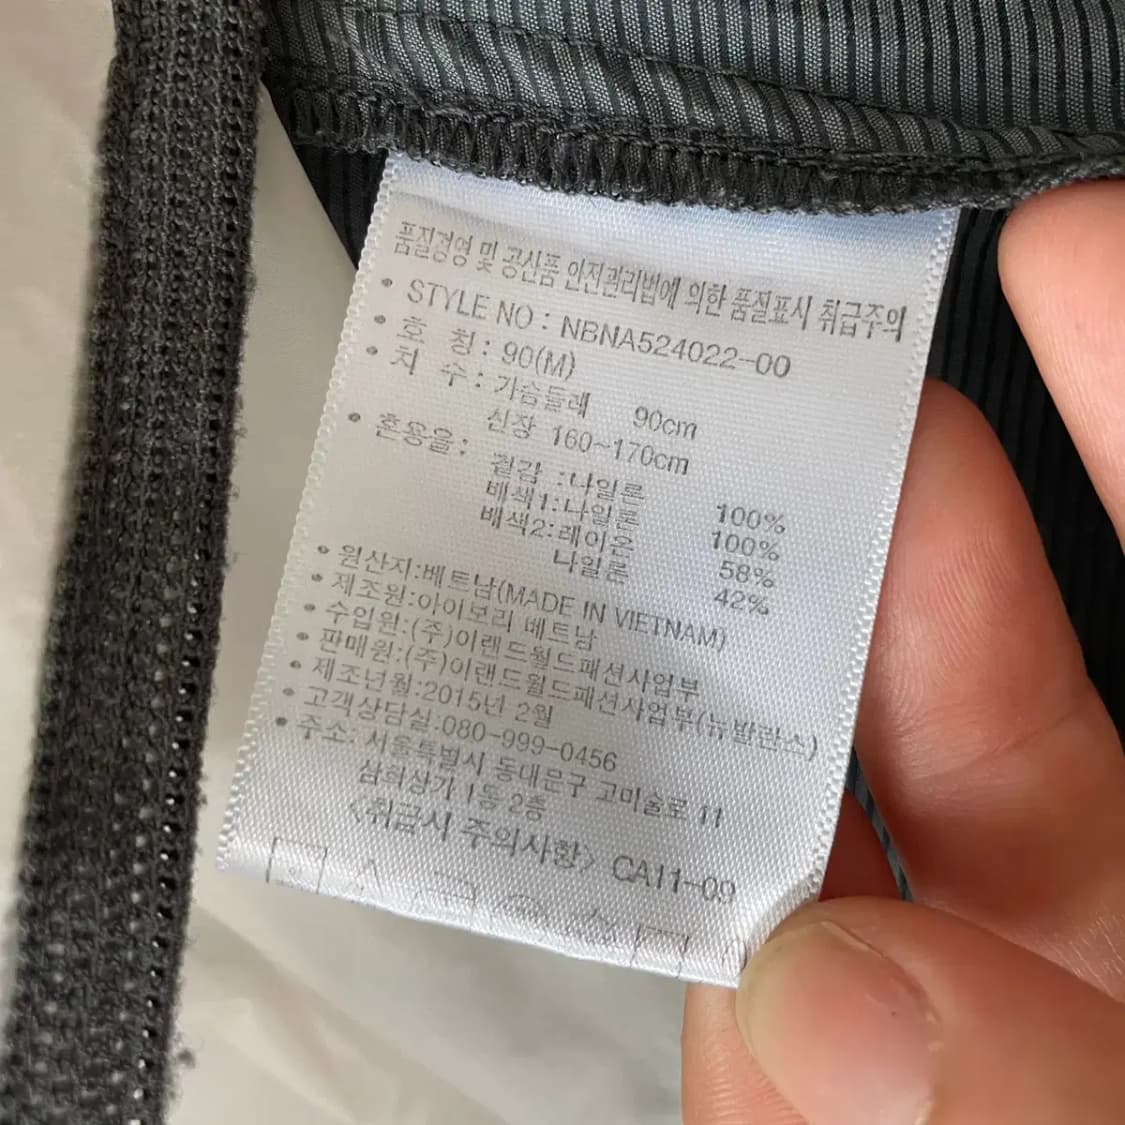 품질경영 및 공산품 안전관리법에 의한 품질표시 취급주의
• STYLE NO : NBNA524022-00
• 호 칭 : 90(M)
• 치 수 : 가슴둘레 90cm
신장 160~170cm
• 혼용율 : 겉감 :나일론 100%
배색1:나일론 100%
배색2:레이온 58%
나일론 42%
• 원산지:베트남(MADE IN VIETNAM)
• 제조원:아이보리 베트남
• 수입원:(주)이랜드월드패션사업부
• 판매원:(주)이랜드월드패션사업부(뉴발란스)
• 제조년월:2015년 2월
• 고객상담실:080-999-0456
• 주소: 서울특별시 동대문구 고미술로 11
삼희상가 1동 2층
<취급시 주의사항> CA11-09